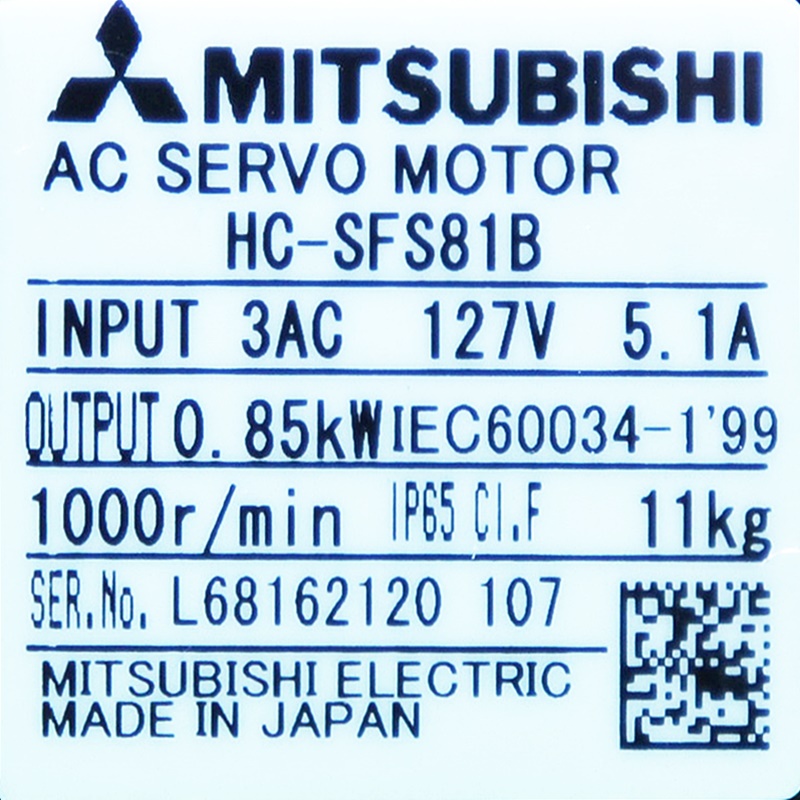 MITSUBISHI
AC SERVO MOTOR
HC-SFS81B
INPUT 3AC 127V 5.1A
OUTPUT 0.85kW IEC60034-1'99
1000r/min IP65 Cl.F 11kg
SER.No. L68162120 107
MITSUBISHI ELECTRIC
MADE IN JAPAN